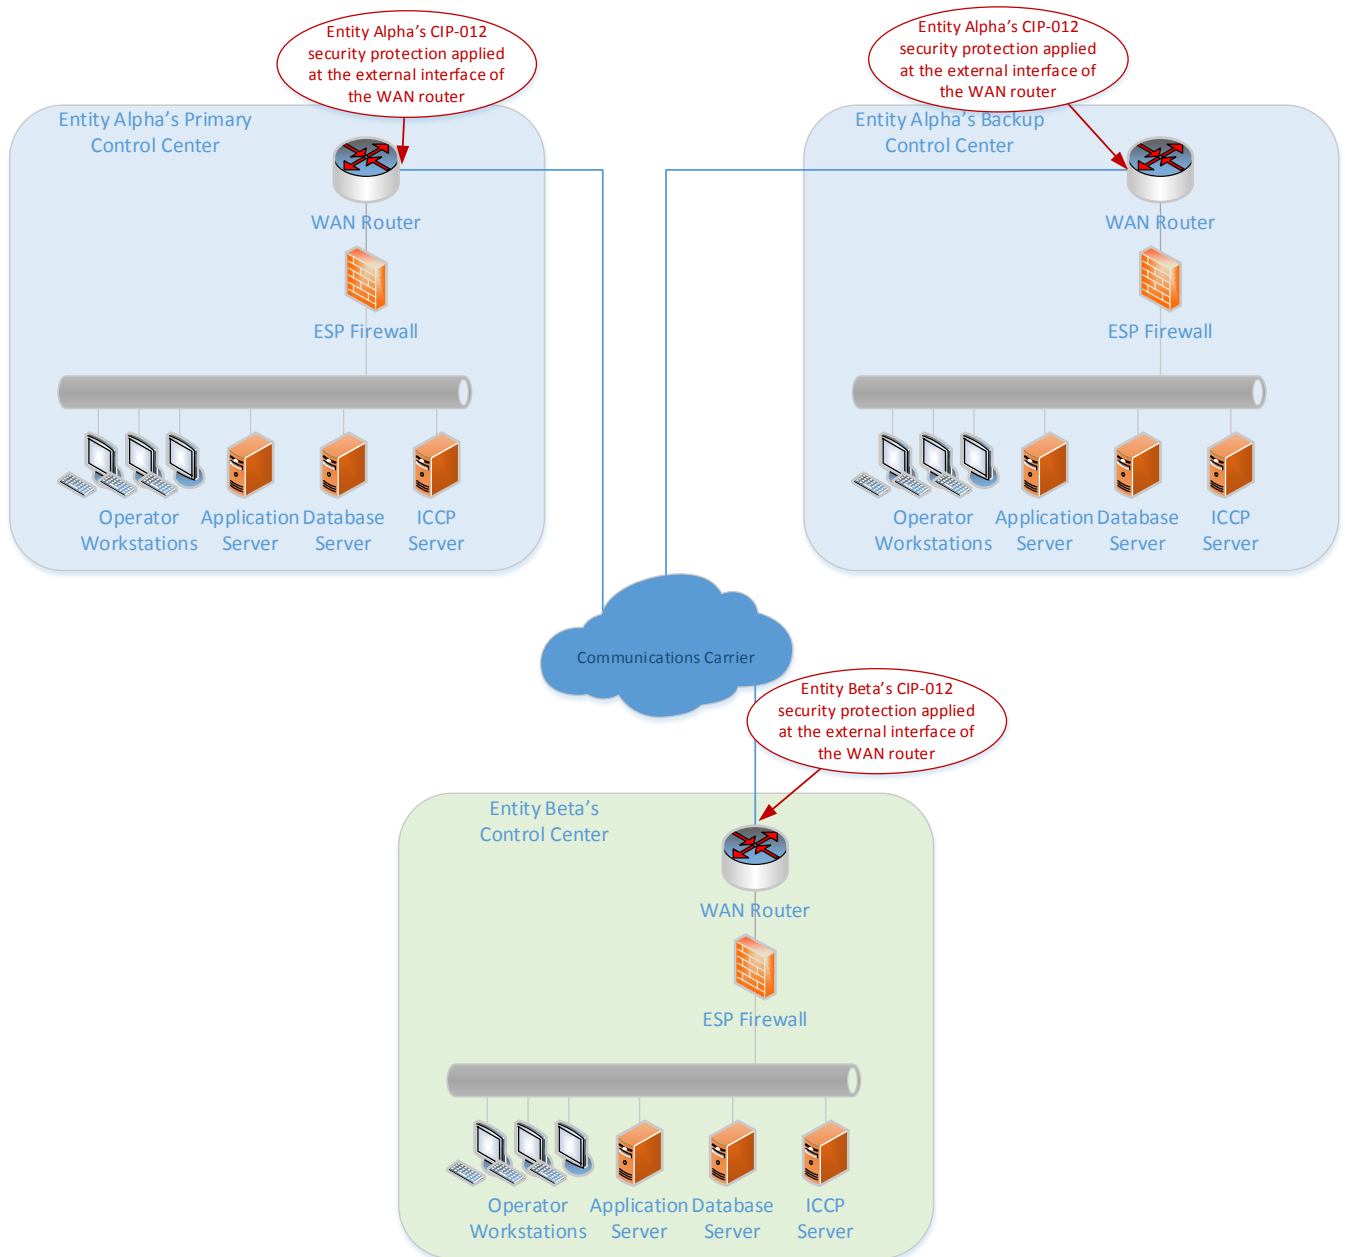 Entity Alpha's CIP-012
security protection applied
at the external interface of
the WAN router
Entity Alpha's CIP-012
security protection applied
at the external interface of
the WAN router
Entity Alpha's Primary
Control Center
WAN Router
ESP Firewall
Operator
Workstations
Application
Server
Database
Server
ICCP
Server
Entity Alpha's Backup
Control Center
WAN Router
ESP Firewall
Operator
Workstations
Application
Server
Database
Server
ICCP
Server
Communications Carrier
Entity Beta's CIP-012
security protection applied
at the external interface of
the WAN router
Entity Beta's
Control Center
WAN Router
ESP Firewall
Operator
Workstations
Application
Server
Database
Server
ICCP
Server